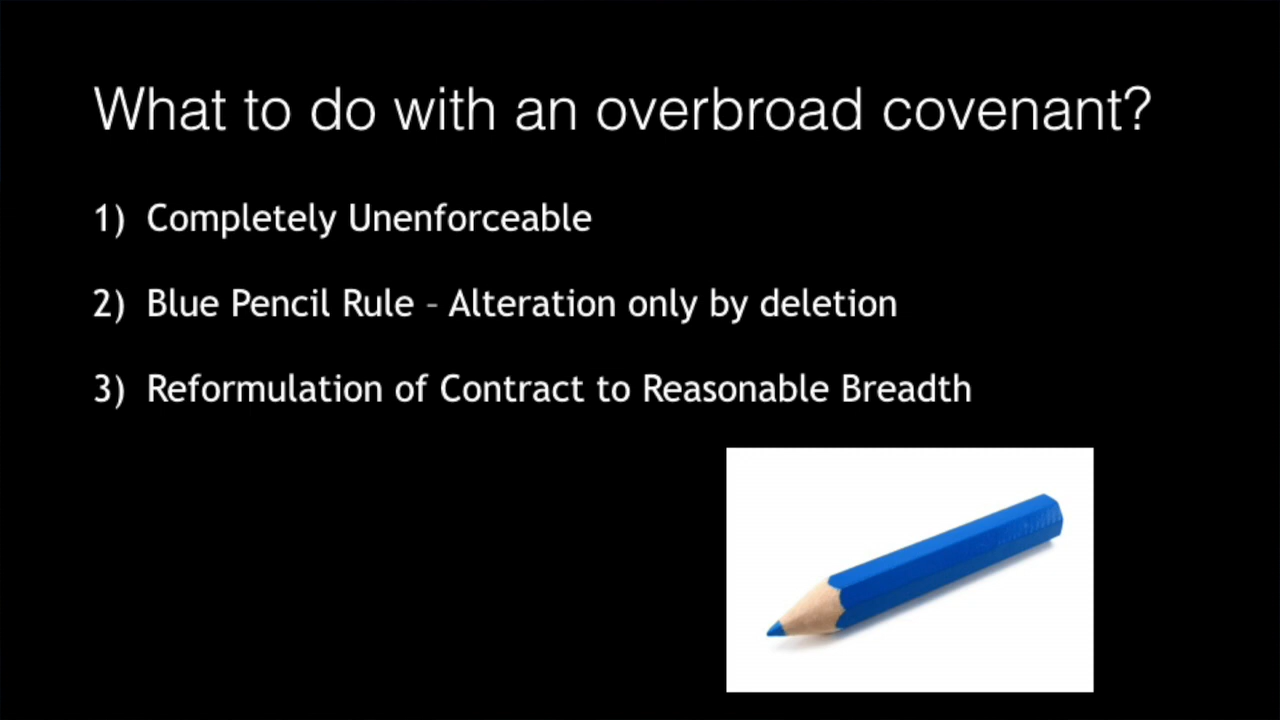 What to do with an overbroad covenant?
1) Completely Unenforceable
2) Blue Pencil Rule – Alteration only by deletion
3) Reformulation of Contract to Reasonable Breadth